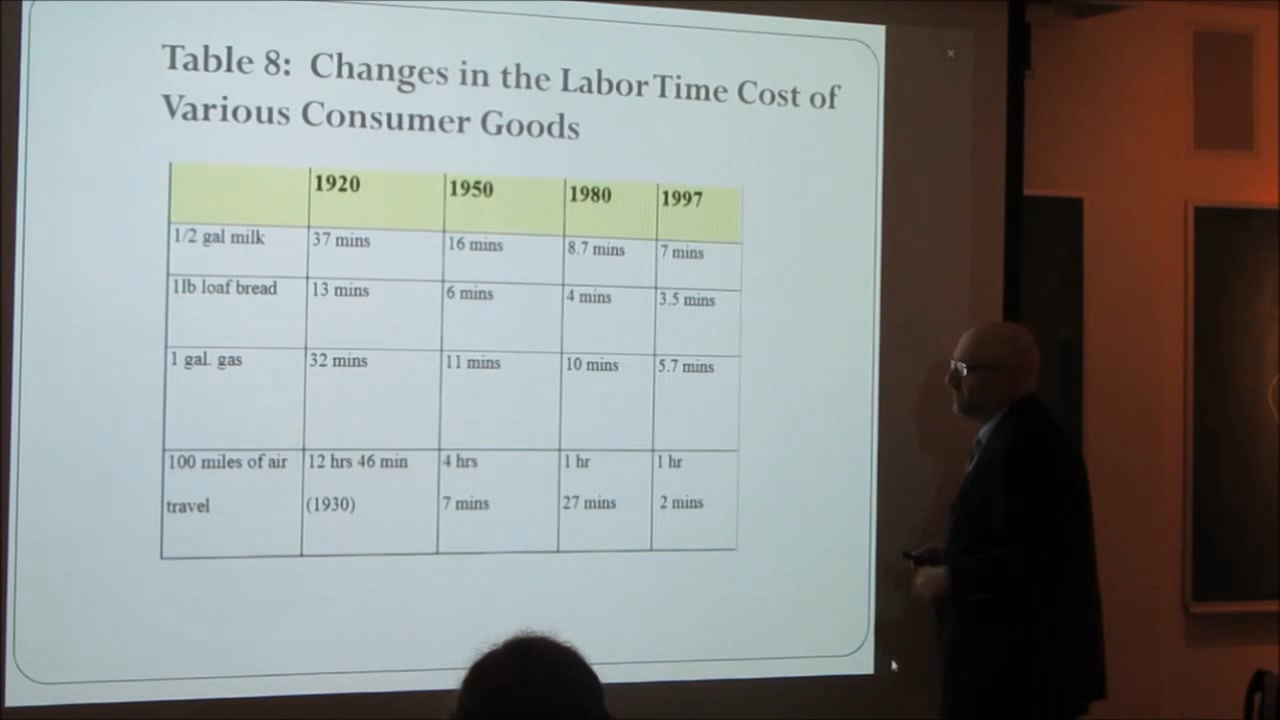 Table 8: Changes in the Labor Time Cost of
Various Consumer Goods
1920 1950 1980 1997
1/2 gal milk 37 mins 16 mins 8.7 mins 7 mins
1lb loaf bread 13 mins 6 mins 4 mins 3.5 mins
1 gal. gas 32 mins 11 mins 10 mins 5.7 mins
100 miles of air 12 hrs 46 min 4 hrs 1 hr 1 hr
travel (1930) 7 mins 27 mins 2 mins